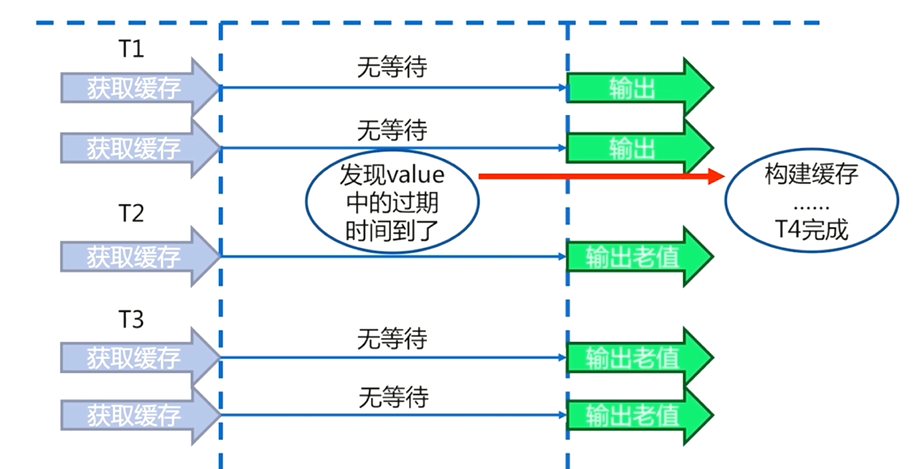 T1
获取缓存
无等待
输出
获取缓存
无等待
输出
发现value
中的过期
时间到了
构建缓存
......
T4完成
T2
获取缓存
输出老值
T3
获取缓存
无等待
输出老值
获取缓存
无等待
输出老值